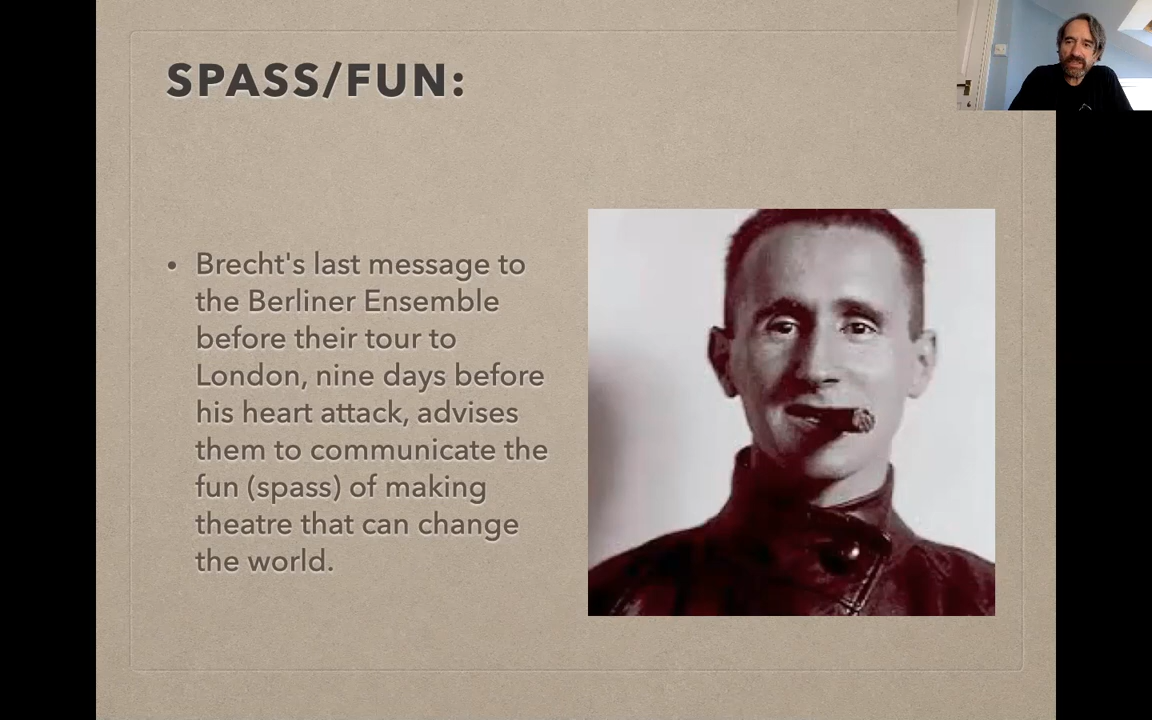 SPASS/FUN:
• Brecht's last message to
the Berliner Ensemble
before their tour to
London, nine days before
his heart attack, advises
them to communicate the
fun (spass) of making
theatre that can change
the world.